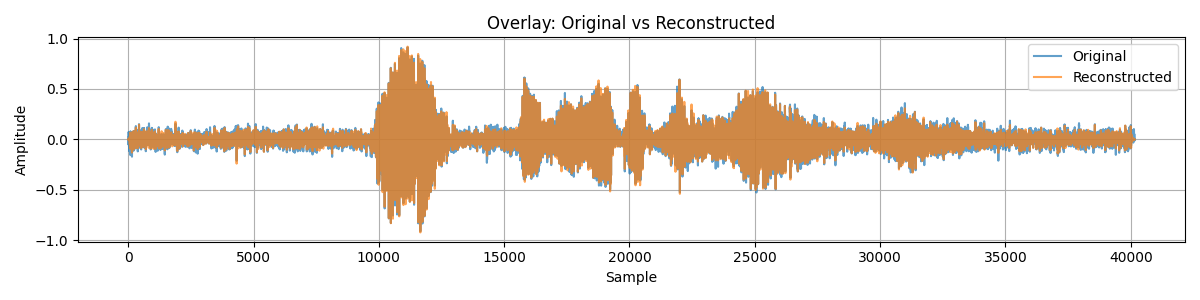 Overlay: Original vs Reconstructed
1.0
0.5
0.0
−0.5
−1.0
Amplitude
Original
Reconstructed
0 5000 10000 15000 20000 25000 30000 35000 40000
Sample